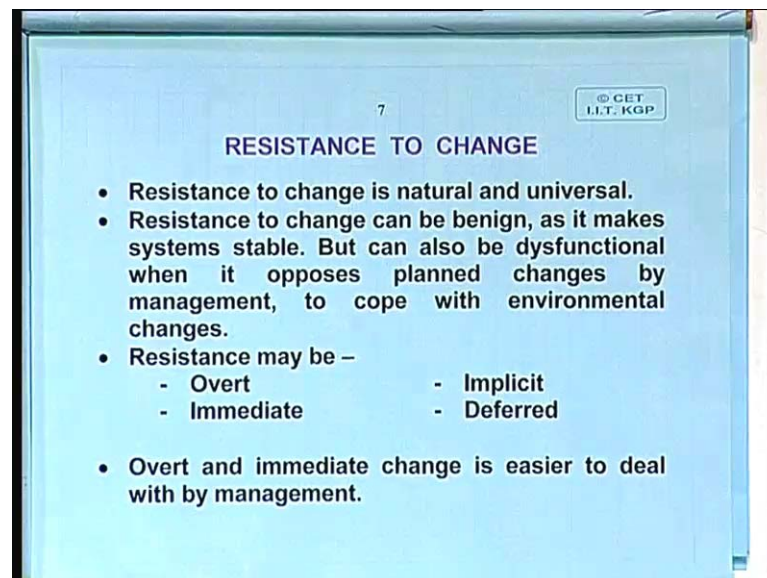 7
© CET
I.I.T. KGP
RESISTANCE TO CHANGE
• Resistance to change is natural and universal.
• Resistance to change can be benign, as it makes
systems stable. But can also be dysfunctional
when it opposes planned changes by
management, to cope with environmental
changes.
• Resistance may be –
- Overt - Implicit
- Immediate - Deferred
• Overt and immediate change is easier to deal
with by management.